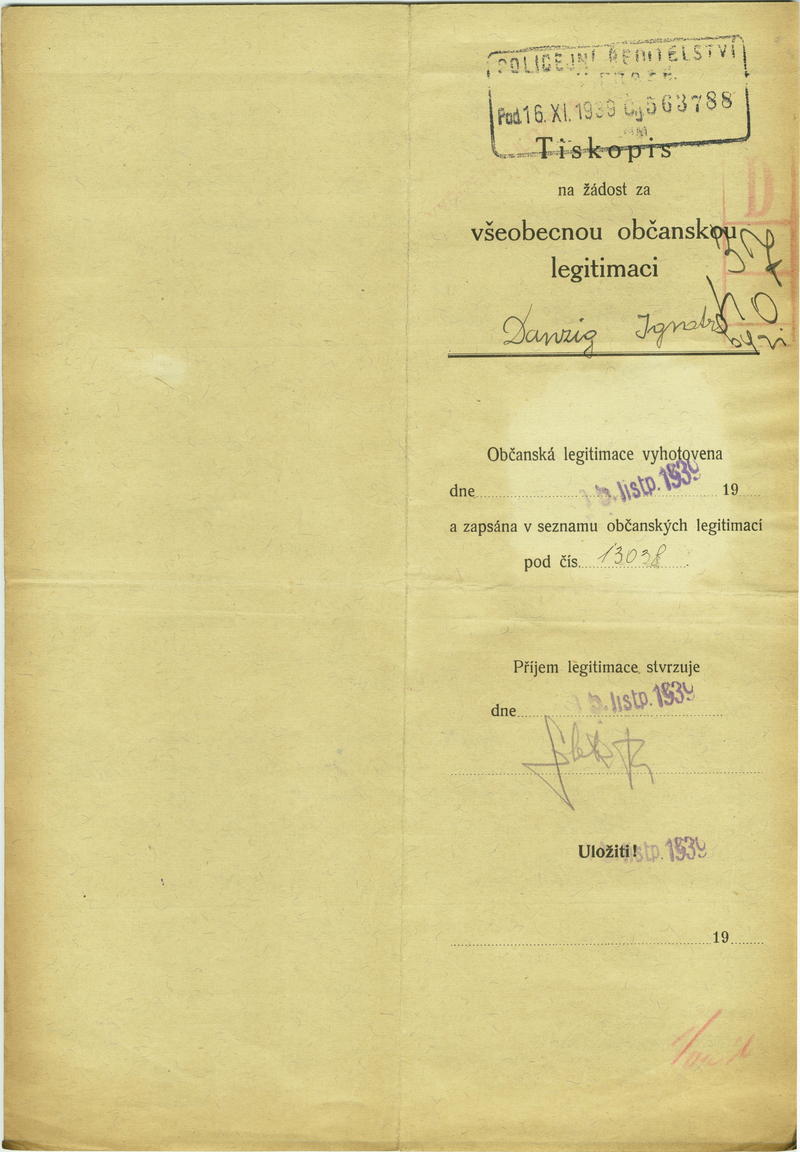 POLICEJNÍ ŘEDITELSTVÍ
V PRAZE
Pod. 16. XI. 1939 Čj 563788
Tiskopis
na žádost za
všeobecnou občanskou
legitimaci
D
37
Danzig
Občanská legitimace vyhotovena
dne listp. 1939 19
a zapsána v seznamu občanských legitimací
pod čís. 13038
Příjem legitimace stvrzuje
dne listp. 1939
Uložiti! listp. 1939
19